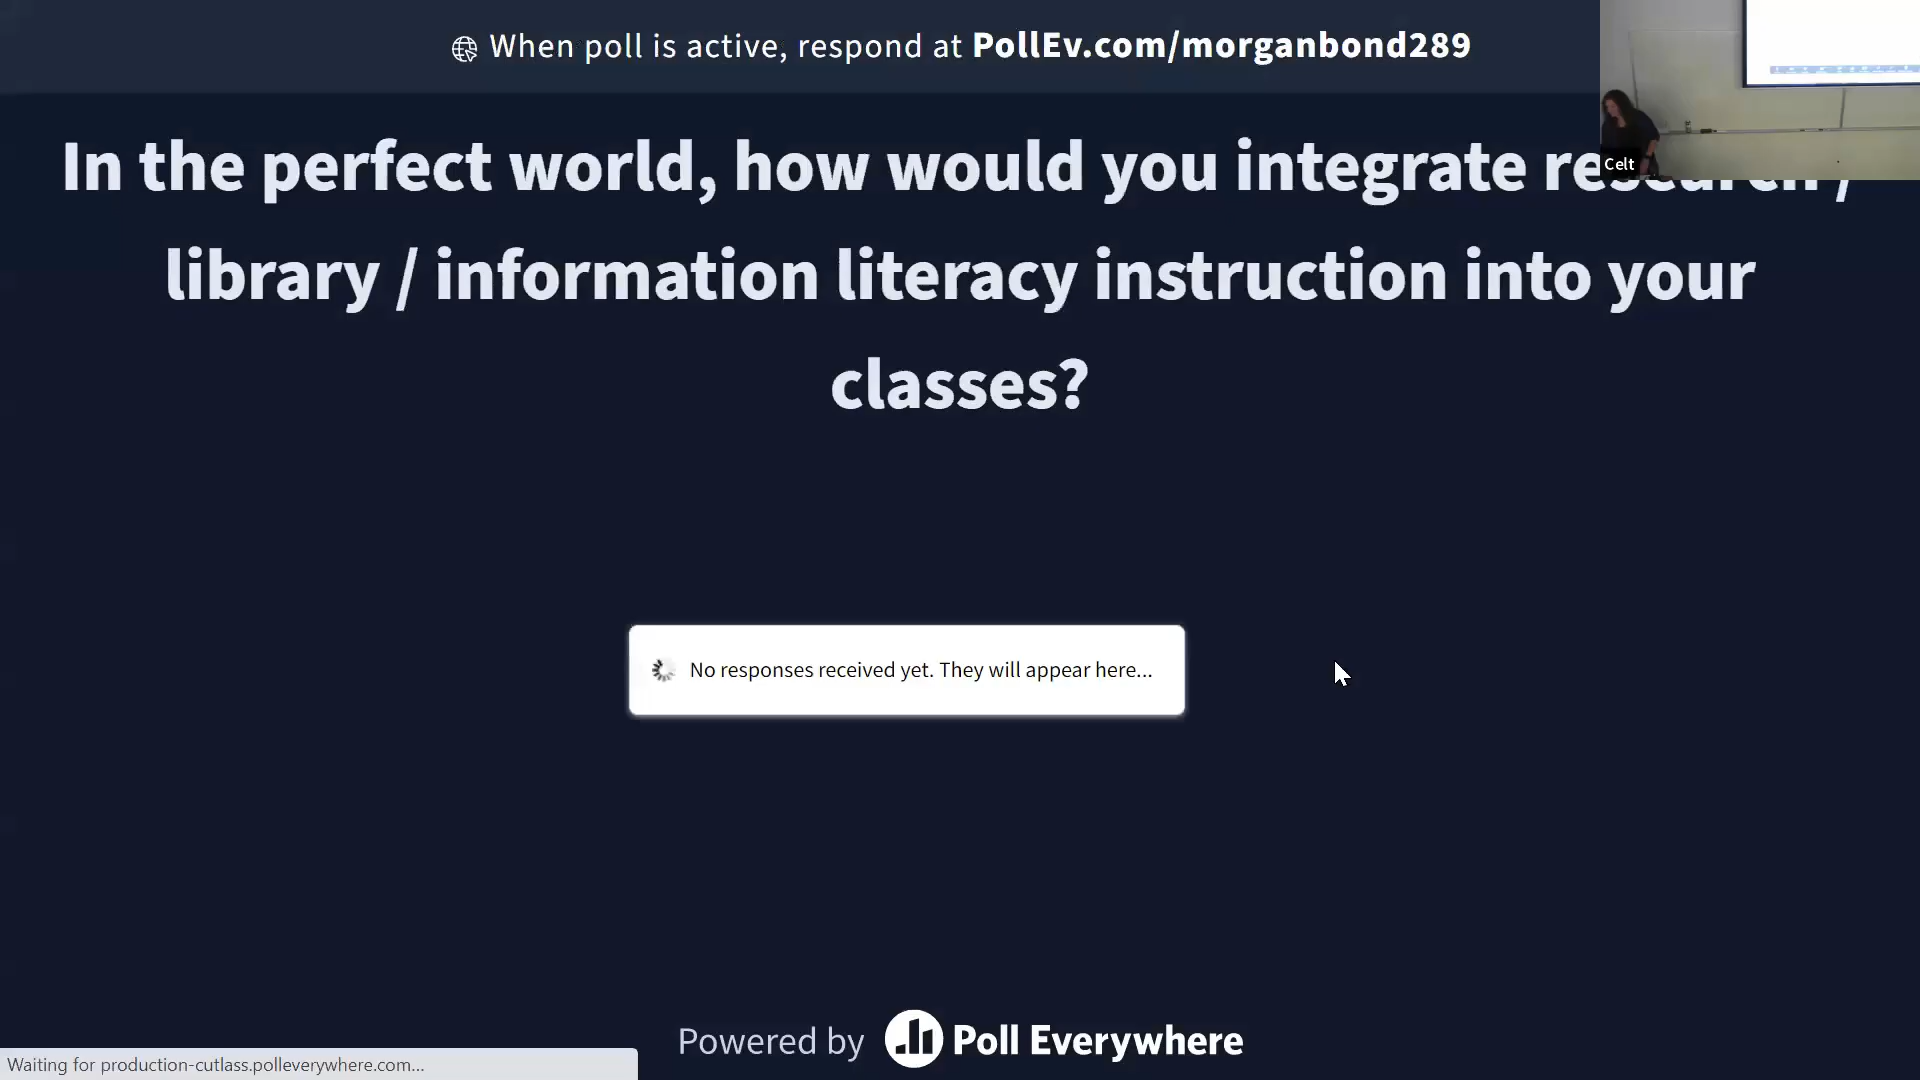 When poll is active, respond at PollEv.com/morganbond289
Celt
In the perfect world, how would you integrate research /
library / information literacy instruction into your
classes?
No responses received yet. They will appear here...
Powered by Poll Everywhere
Waiting for production-cutlass.polleverywhere.com...